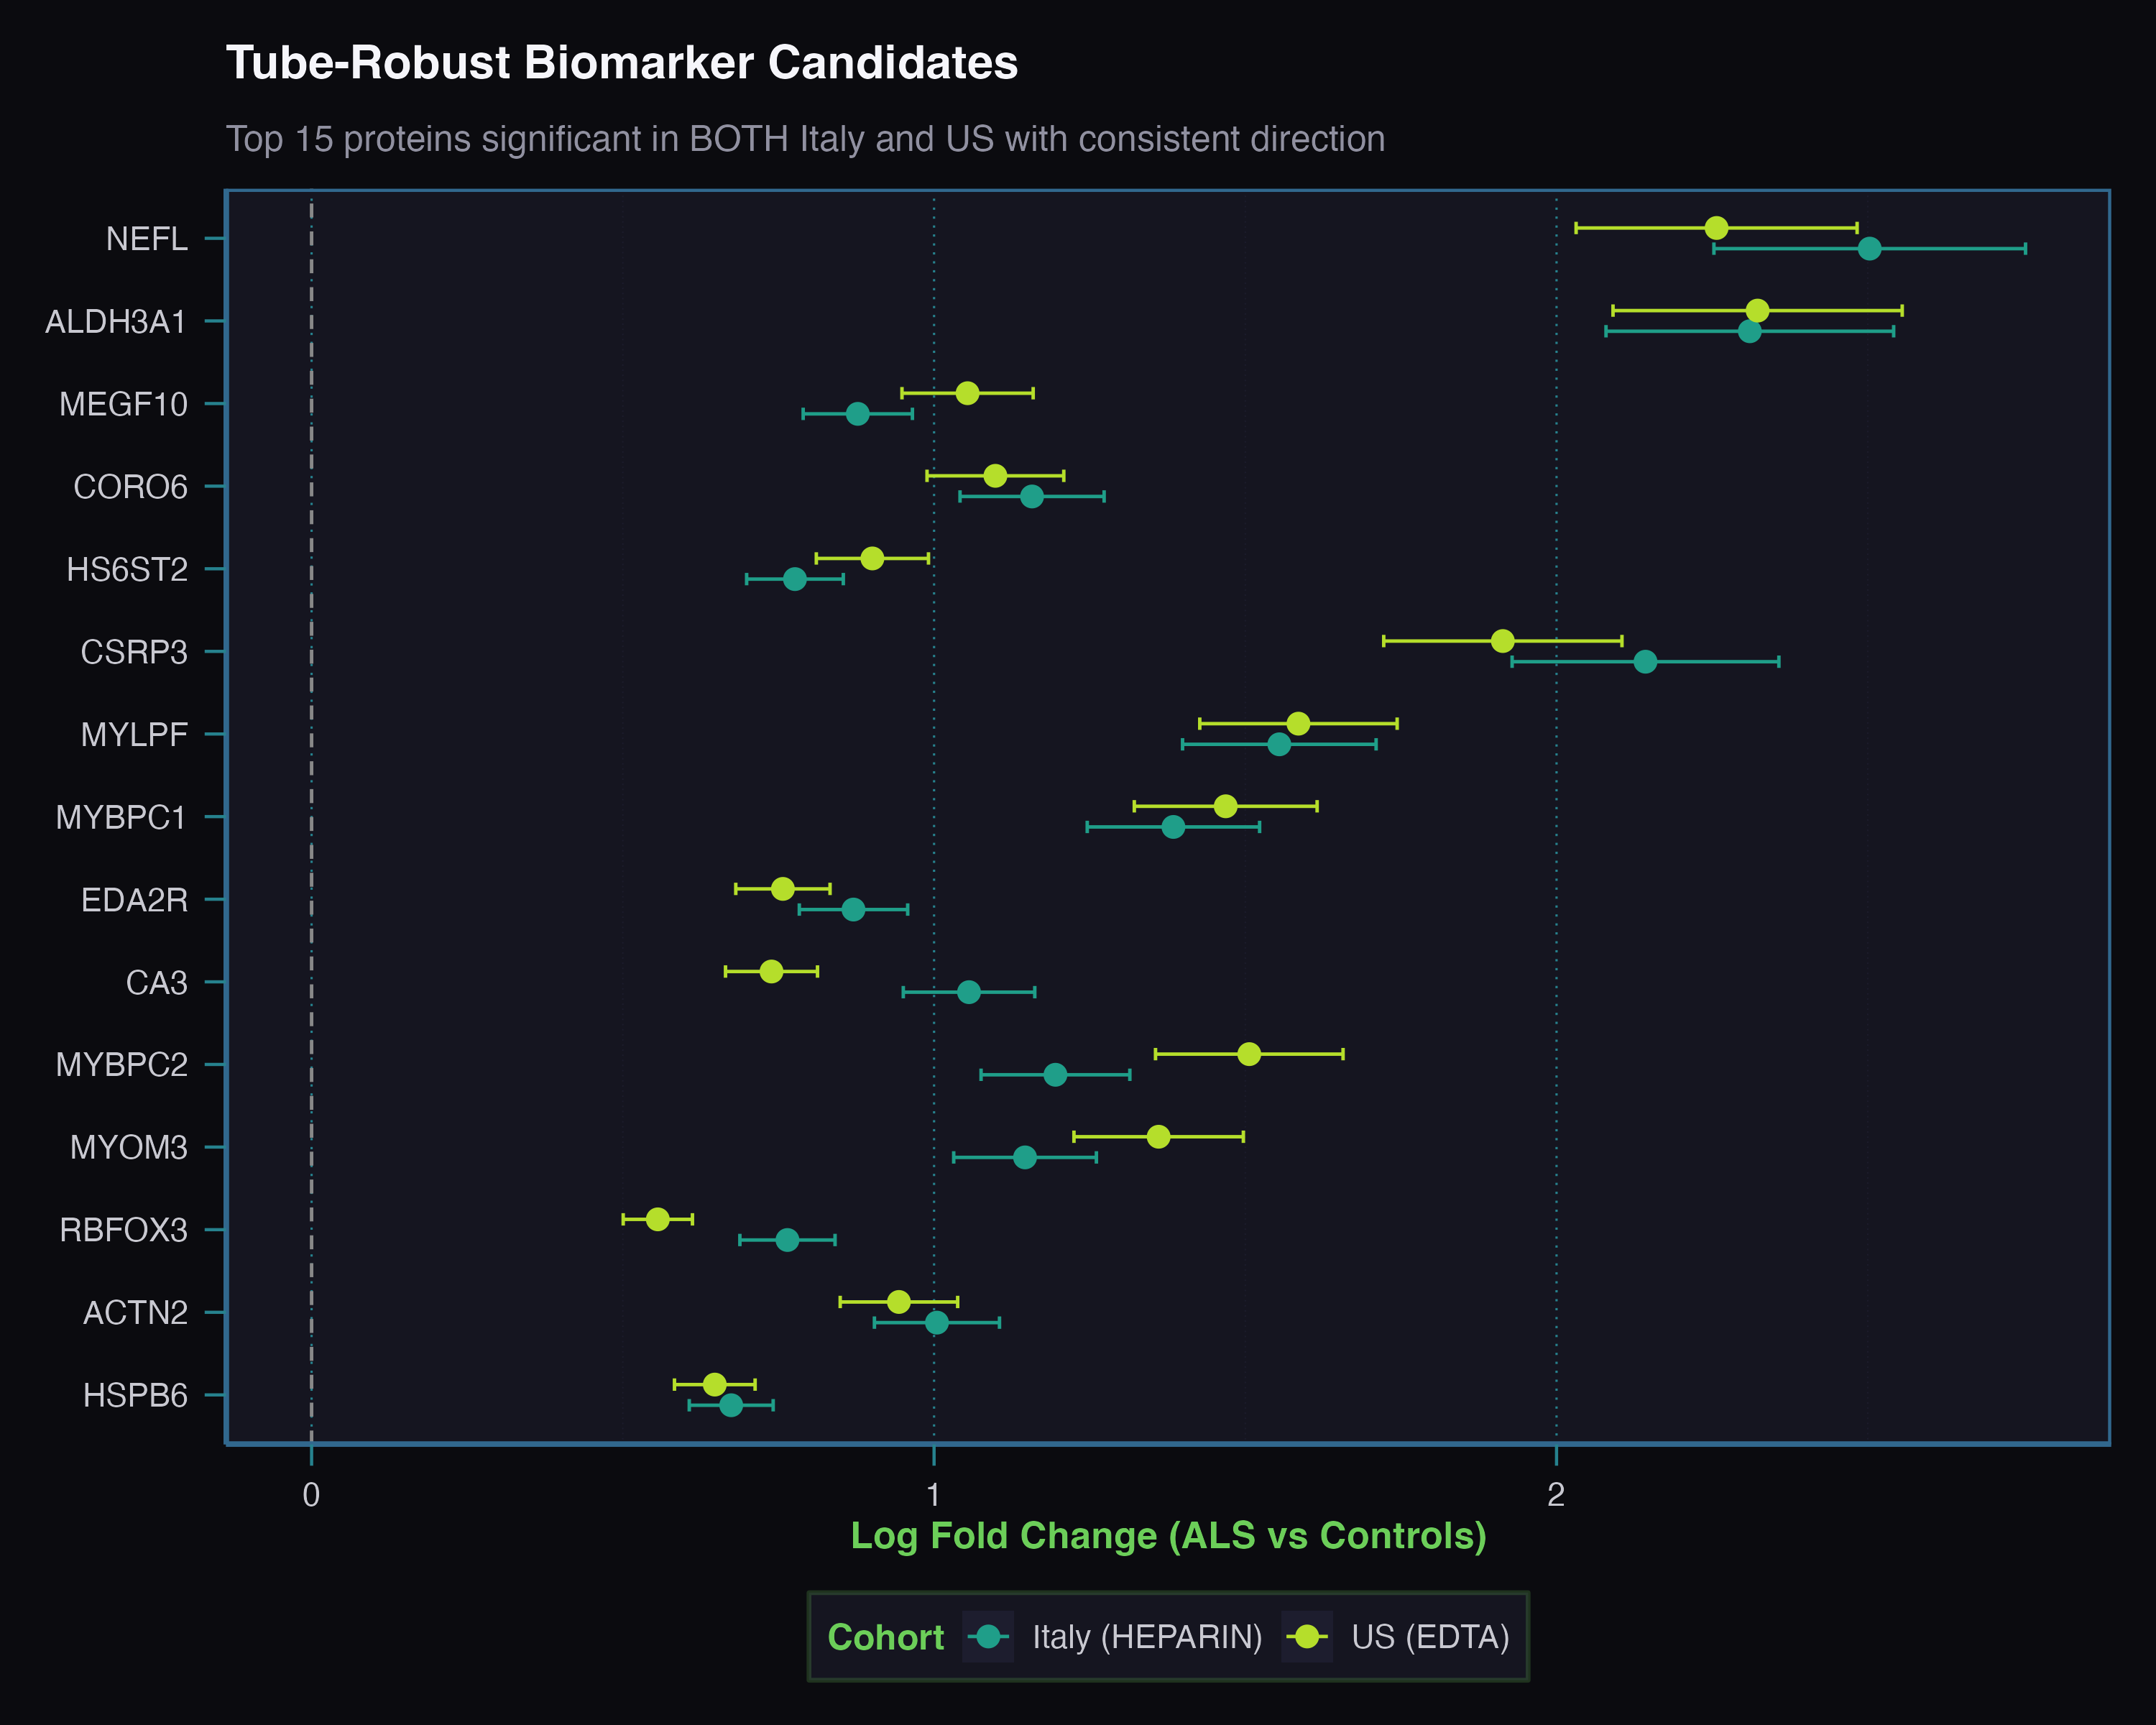 Tube-Robust Biomarker Candidates
Top 15 proteins significant in BOTH Italy and US with consistent direction
NEFL
ALDH3A1
MEGF10
CORO6
HS6ST2
CSRP3
MYLPF
MYBPC1
EDA2R
CA3
MYBPC2
MYOM3
RBFOX3
ACTN2
HSPB6
0 1 2
Log Fold Change (ALS vs Controls)
Cohort Italy (HEPARIN) US (EDTA)